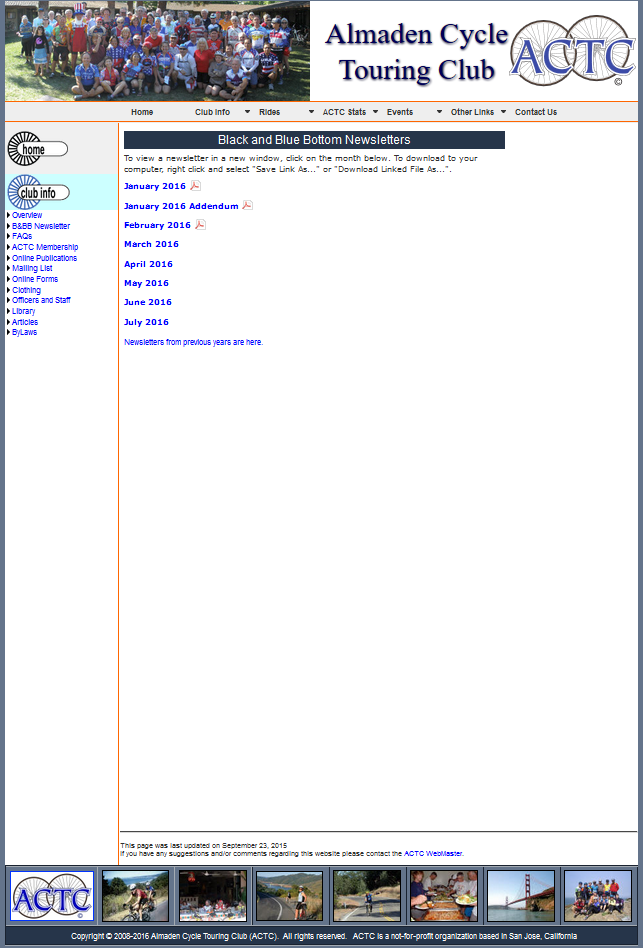 Almaden Cycle
Touring Club
ACTC
©
Home Club Info Rides ACTC Stats Events Other Links Contact Us
home
club info
Overview
B&BB Newsletter
FAQs
ACTC Membership
Online Publications
Mailing List
Online Forms
Clothing
Officers and Staff
Library
Articles
ByLaws
Black and Blue Bottom Newsletters
To view a newsletter in a new window, click on the month below. To download to your
computer, right click and select "Save Link As..." or "Download Linked File As...".
January 2016
January 2016 Addendum
February 2016
March 2016
April 2016
May 2016
June 2016
July 2016
Newsletters from previous years are here.
This page was last updated on September 23, 2015
If you have any suggestions and/or comments regarding this website please contact the ACTC WebMaster.
ACTC
©
Copyright © 2008-2016 Almaden Cycle Touring Club (ACTC). All rights reserved. ACTC is a not-for-profit organization based in San Jose, California